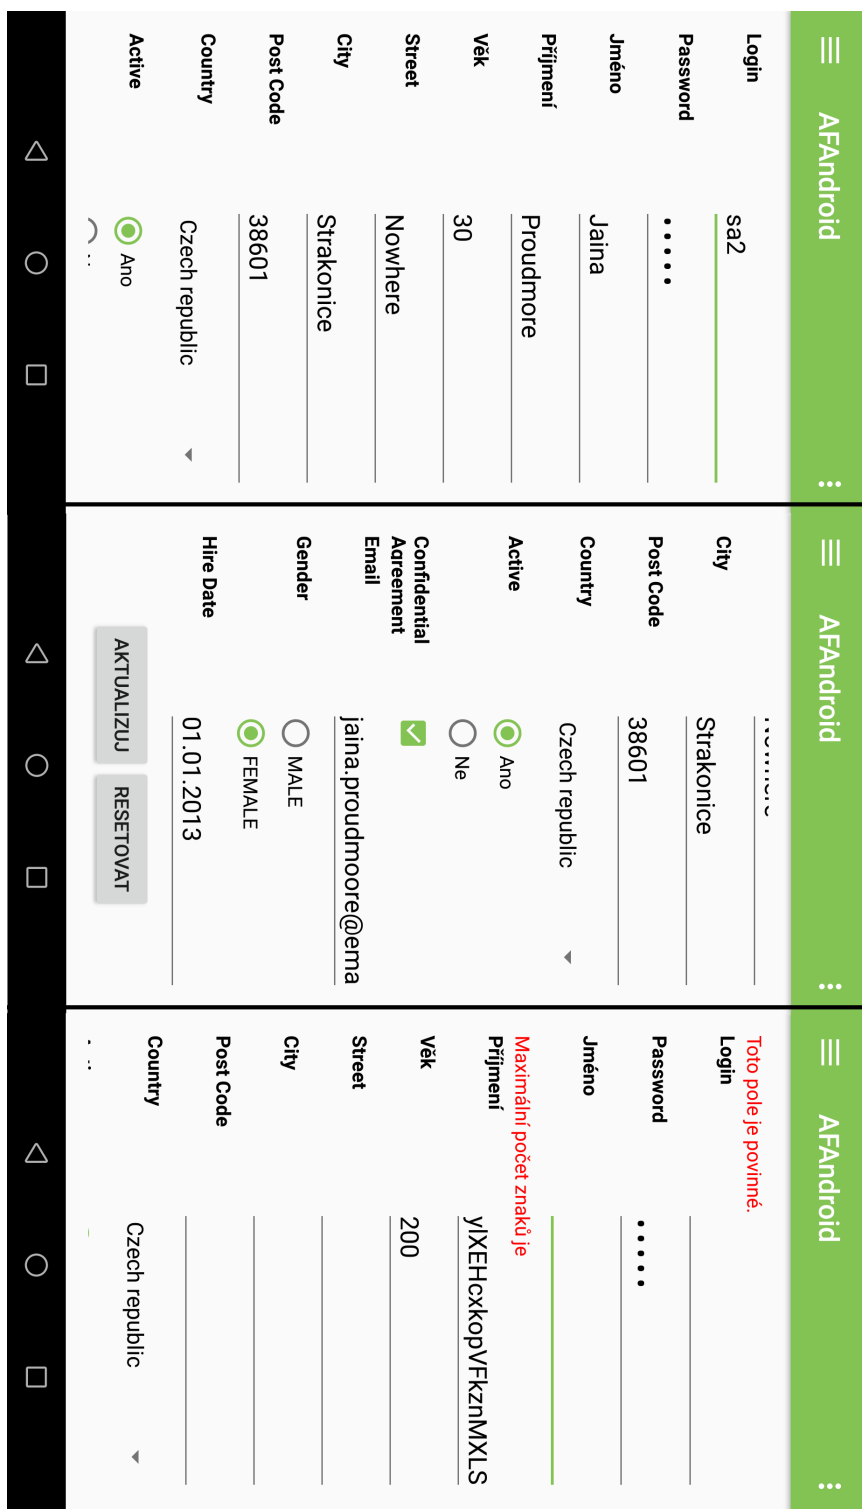 AFAndroid
Login
sa2
Password
•••••
Jméno
Jaina
Příjmení
Proudmore
Věk
30
Street
Nowhere
City
Strakonice
Post Code
38601
Country
Czech republic
Active
Ano
AFAndroid
City
Strakonice
Post Code
38601
Country
Czech republic
Active
Ano
Ne
Confidential
Agreement
Email
jaina.proudmoore@ema
Gender
MALE
FEMALE
Hire Date
01.01.2013
AKTUALIZUJ
RESETOVAT
AFAndroid
Toto pole je povinné.
Login
Password
•••••
Jméno
Maximální počet znaků je
Příjmení
ylXEHcxkopVFkznMXLS
Věk
200
Street
City
Post Code
Country
Czech republic